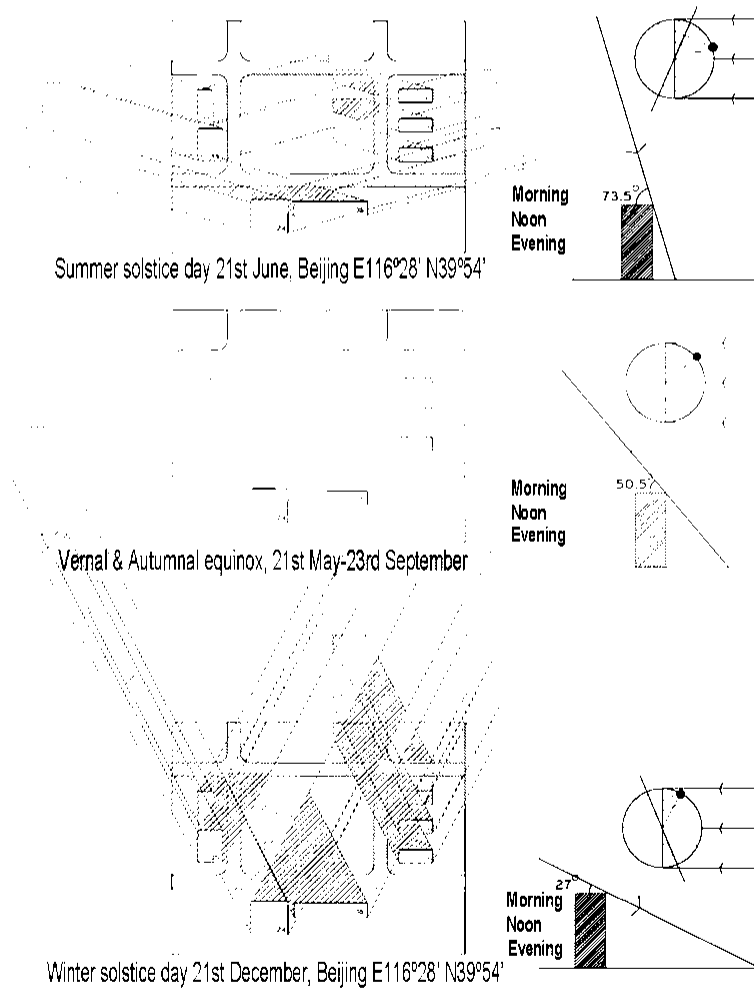 73.5°
Morning
Noon
Evening
Summer solstice day 21st June, Beijing E116º28' N39º54'
50.5°
Morning
Noon
Evening
Vernal & Autumnal equinox, 21st May-23rd September
27°
Morning
Noon
Evening
Winter solstice day 21st December, Beijing E116º28' N39º54'